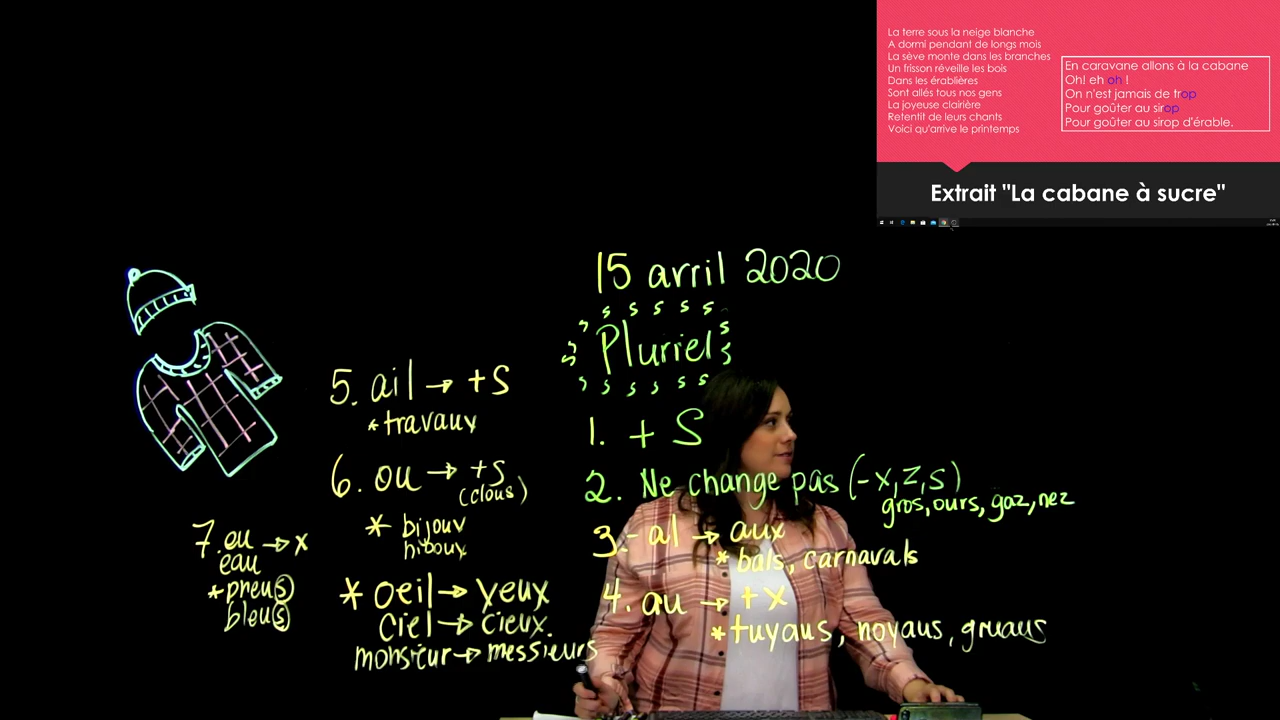 La terre sous la neige blanche
A dormi pendant de longs mois
La sève monte dans les branches
Un frisson réveille les bois
Dans les érablières
Sont allés tous nos gens
La joyeuse clairière
Retentit de leurs chants
Voici qu'arrive le printemps
En caravane allons à la cabane
Oh! eh oh !
On n'est jamais de trop
Pour goûter au sirop
Pour goûter au sirop d'érable.
Extrait "La cabane à sucre"
15 avril 2020
s s s s s
s Pluriel s
s s s s s
1. + S
2. Ne change pas (-x, z, s)
gros, ours, gaz, nez
3. -al → aux
* bals, carnavals
4. au → +x
* tuyaus, noyaus, gruaus
5. ail → +S
* travaux
6. ou → +s
(clous)
* bijoux
hiboux
* oeil → yeux
ciel → cieux.
monsieur → messieurs
7. eu → x
eau
* pneus
bleus